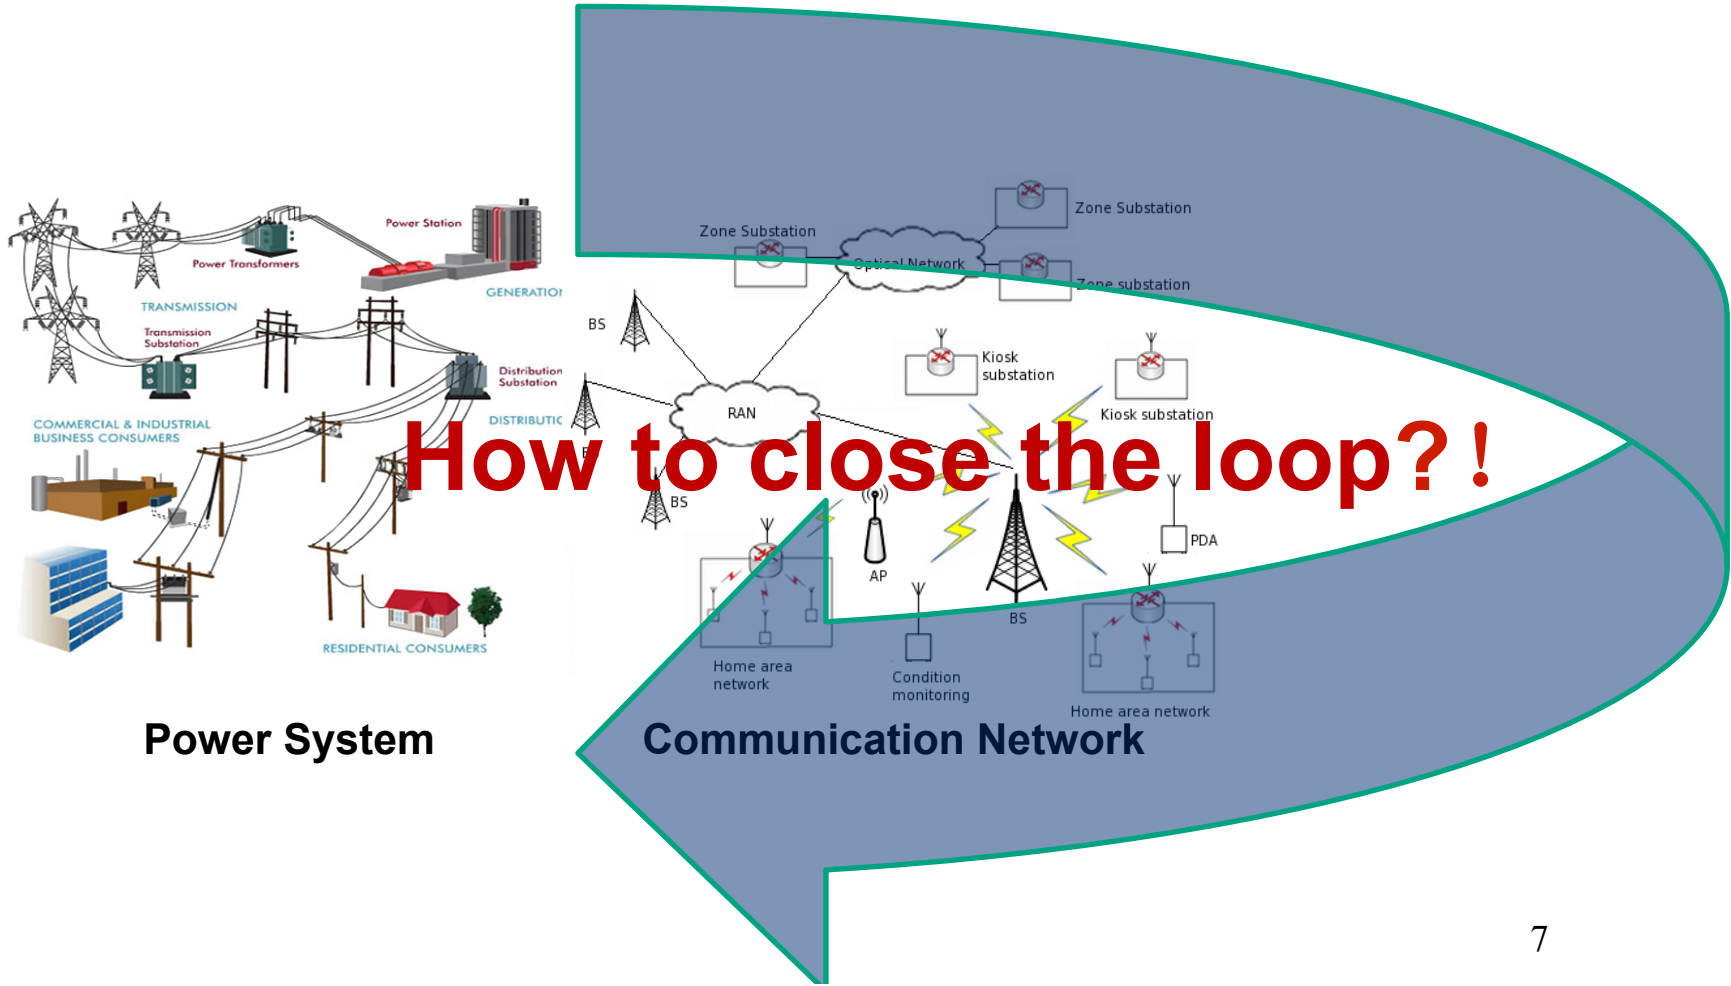 Power Station
Power Transformers
GENERATION
TRANSMISSION
Transmission
Substation
Distribution
Substation
DISTRIBUTIC
COMMERCIAL & INDUSTRIAL
BUSINESS CONSUMERS
RESIDENTIAL CONSUMERS
Power System
Zone Substation
Zone Substation
Optical Network
Zone substation
BS
Kiosk
substation
Kiosk substation
RAN
How to close the loop?!
BS
AP
PDA
BS
Home area
network
Condition
monitoring
Home area network
Communication Network
7